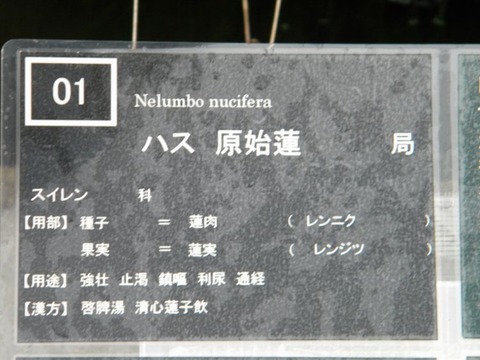 01
Nelumbo nucifera
ハス 原始蓮 局
スイレン 科
【用部】 種子 = 蓮肉 ( レンニク )
果実 = 蓮実 ( レンジツ )
【用途】 強壮 止渇 鎮嘔 利尿 通経
【漢方】 啓脾湯 清心蓮子飲